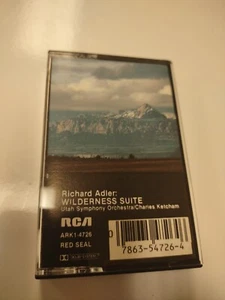 Richard Adler:
WILDERNESS SUITE
Utah Symphony Orchestra/Charles Ketcham
RCA
ARK1-4726
RED SEAL
7863-54726-4